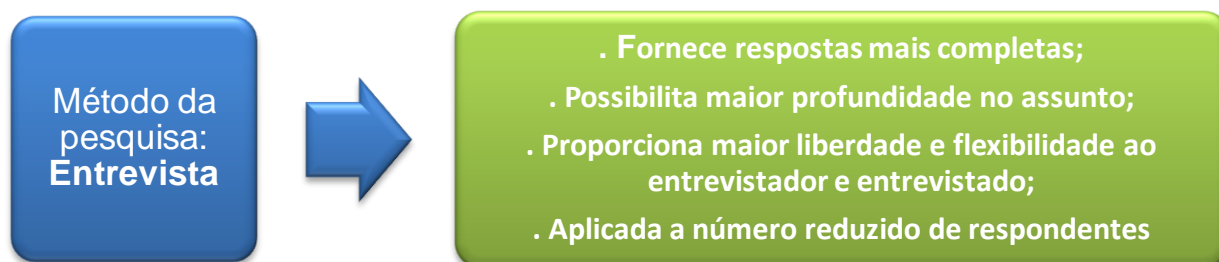 Método da
pesquisa:
Entrevista
. Fornece respostas mais completas;
. Possibilita maior profundidade no assunto;
. Proporciona maior liberdade e flexibilidade ao
entrevistador e entrevistado;
. Aplicada a número reduzido de respondentes